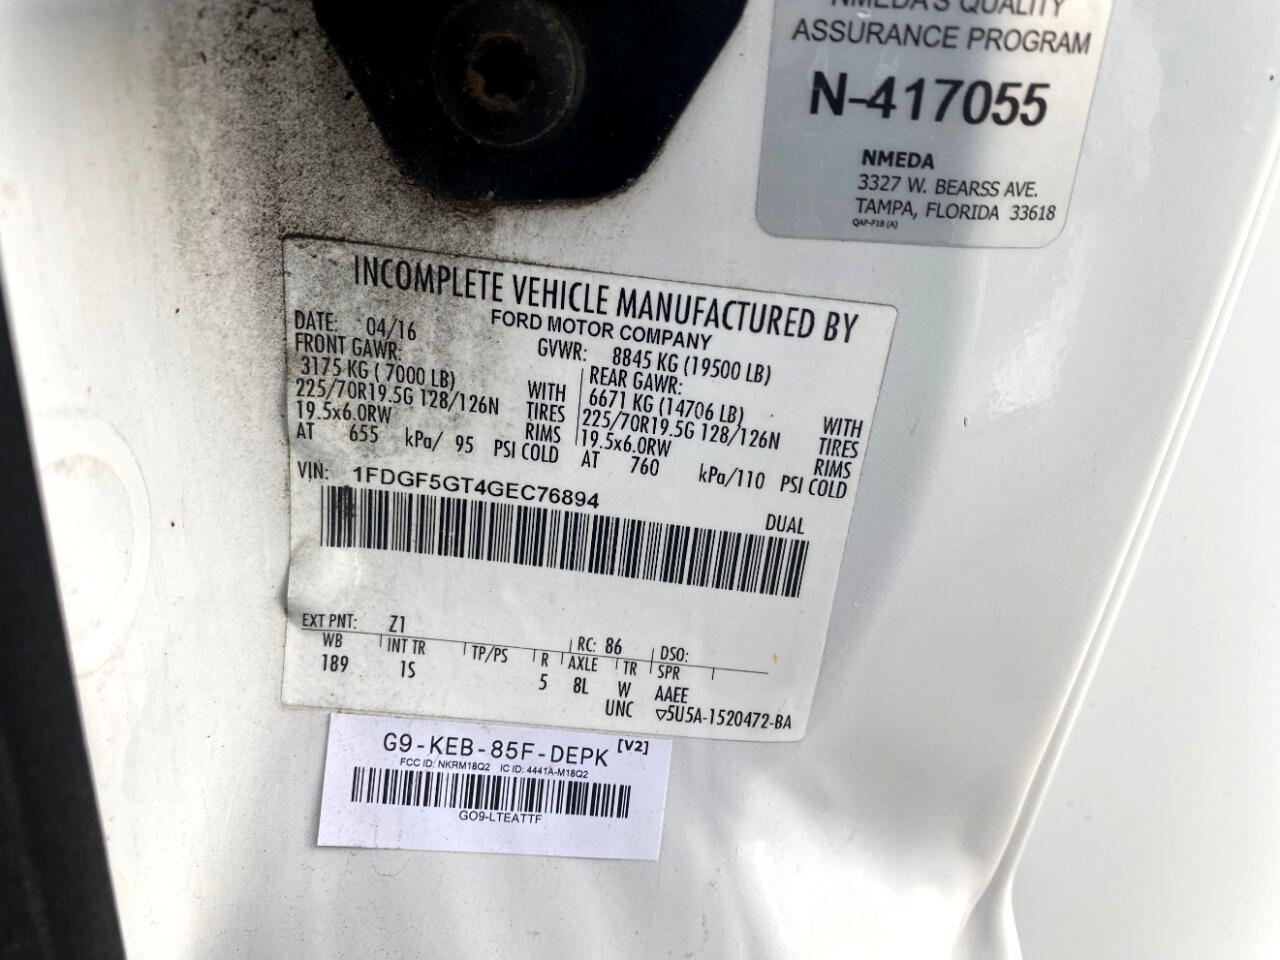 NMEDA'S QUALITY
ASSURANCE PROGRAM
N-417055
NMEDA
3327 W. BEARSS AVE.
TAMPA, FLORIDA 33618
QAP-F18 (A)
INCOMPLETE VEHICLE MANUFACTURED BY
FORD MOTOR COMPANY
DATE: 04/16 GVWR: 8845 KG (19500 LB)
FRONT GAWR: REAR GAWR:
3175 KG ( 7000 LB) WITH 6671 KG (14706 LB) WITH
225/70R19.5G 128/126N TIRES 225/70R19.5G 128/126N TIRES
19.5x6.0RW RIMS 19.5x6.0RW RIMS
AT 655 kPa/ 95 PSI COLD AT 760 kPa/110 PSI COLD
VIN: 1FDGF5GT4GEC76894
DUAL
EXT PNT: Z1 RC: 86 DSO:
WB INT TR TP/PS R AXLE TR SPR
189 1S 5 8L W AAEE
UNC ▽5U5A-1520472-BA
G9-KEB-85F-DEPK [V2]
FCC ID: NKRM18Q2 IC ID: 4441A-M18Q2
GO9-LTEATTF